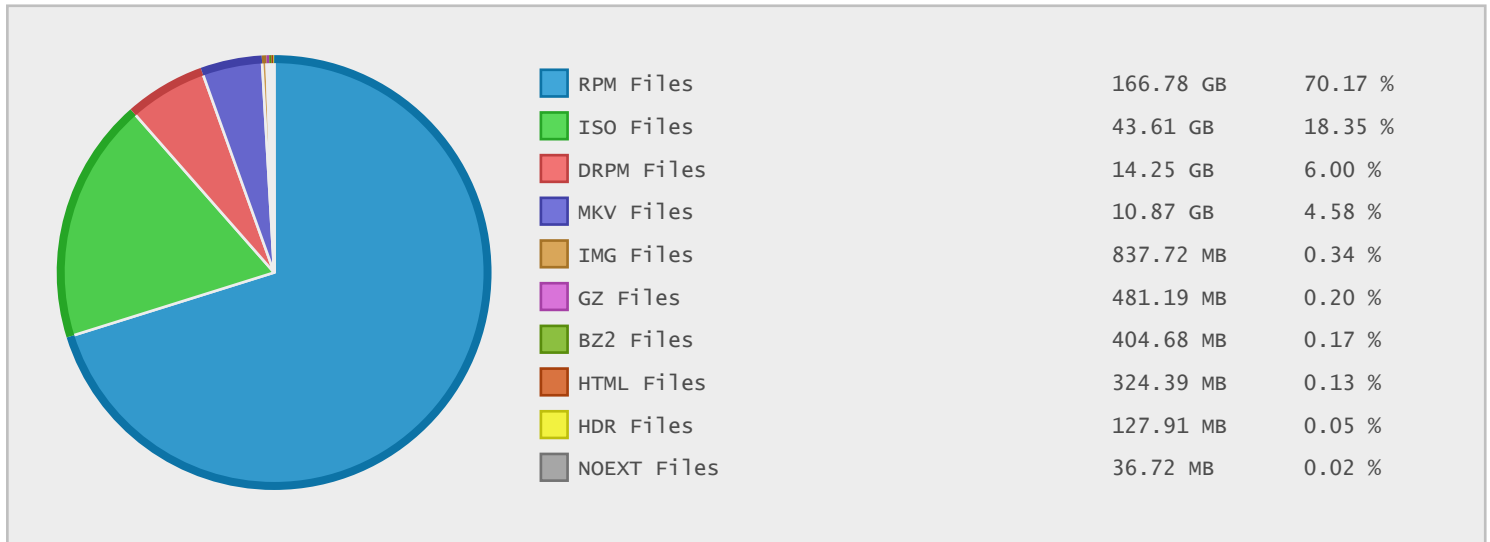 RPM Files 166.78 GB 70.17 %
ISO Files 43.61 GB 18.35 %
DRPM Files 14.25 GB 6.00 %
MKV Files 10.87 GB 4.58 %
IMG Files 837.72 MB 0.34 %
GZ Files 481.19 MB 0.20 %
BZ2 Files 404.68 MB 0.17 %
HTML Files 324.39 MB 0.13 %
HDR Files 127.91 MB 0.05 %
NOEXT Files 36.72 MB 0.02 %